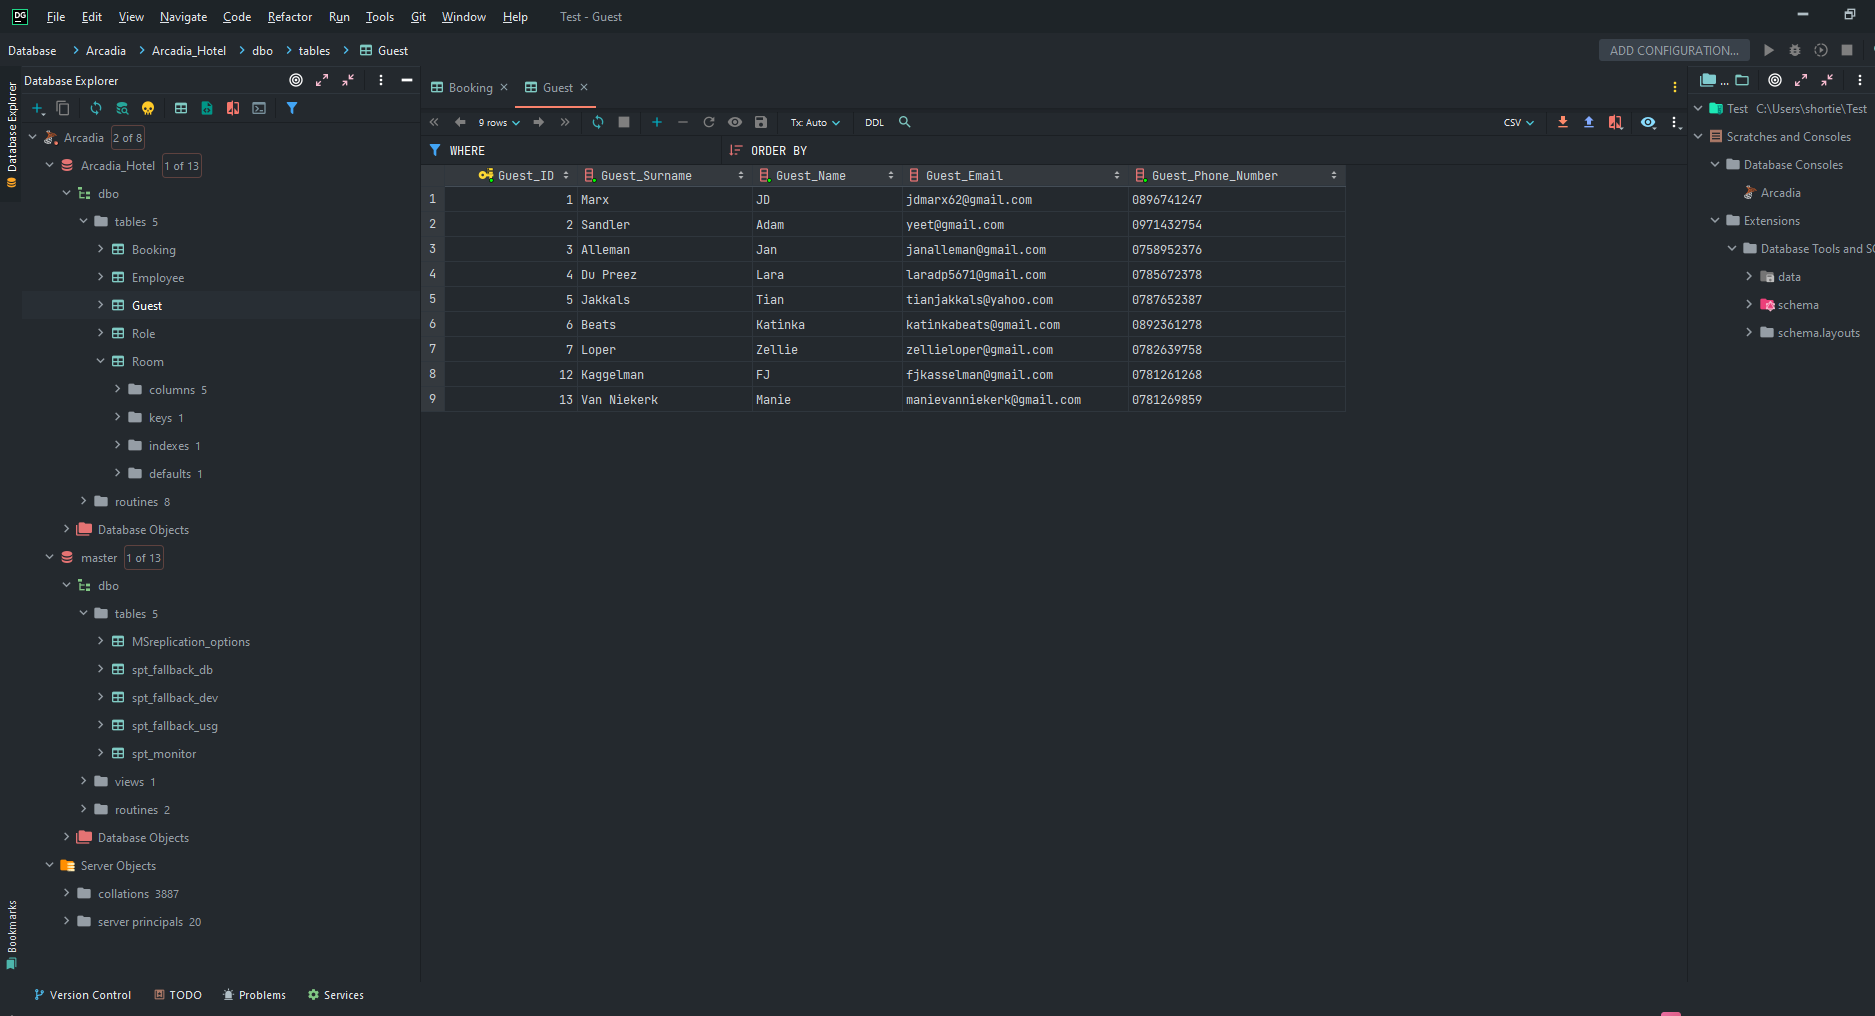 DG File Edit View Navigate Code Refactor Run Tools Git Window Help Test - Guest
Database Arcadia Arcadia_Hotel dbo tables Guest ADD CONFIGURATION...
Database Explorer
Database Explorer
Arcadia 2 of 8
Arcadia_Hotel 1 of 13
dbo
tables 5
Booking
Employee
Guest
Role
Room
columns 5
keys 1
indexes 1
defaults 1
routines 8
Database Objects
master 1 of 13
dbo
tables 5
MSreplication_options
spt_fallback_db
spt_fallback_dev
spt_fallback_usg
spt_monitor
views 1
routines 2
Database Objects
Server Objects
collations 3887
server principals 20
Bookmarks
Booking Guest
9 rows Tx: Auto DDL CSV
WHERE ORDER BY
Guest_ID Guest_Surname Guest_Name Guest_Email Guest_Phone_Number
1 1 Marx JD jdmarx62@gmail.com 0896741247
2 2 Sandler Adam yeet@gmail.com 0971432754
3 3 Alleman Jan janalleman@gmail.com 0758952376
4 4 Du Preez Lara laradp5671@gmail.com 0785672378
5 5 Jakkals Tian tianjakkals@yahoo.com 0787652387
6 6 Beats Katinka katinkabeats@gmail.com 0892361278
7 7 Loper Zellie zellieloper@gmail.com 0782639758
8 12 Kaggelman FJ fjkasselman@gmail.com 0781261268
9 13 Van Niekerk Manie manievanniekerk@gmail.com 0781269859
...
Test C:\Users\shortie\Test
Scratches and Consoles
Database Consoles
Arcadia
Extensions
Database Tools and
data
schema
schema.layouts
Version Control TODO Problems Services